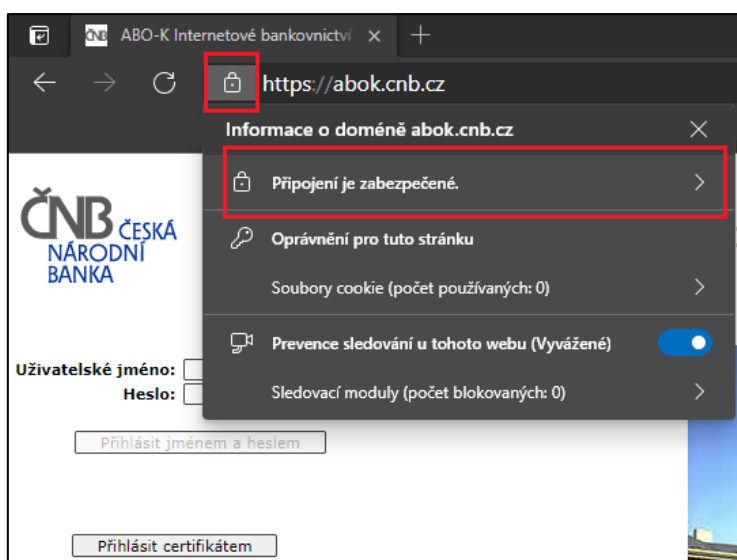 ČNB ABO-K Internetové bankovnictví
https://abok.cnb.cz
Informace o doméně abok.cnb.cz
Připojení je zabezpečené.
Oprávnění pro tuto stránku
Soubory cookie (počet používaných: 0)
Prevence sledování u tohoto webu (Vyvážené)
Sledovací moduly (počet blokovaných: 0)
ČNB ČESKÁ
NÁRODNÍ
BANKA
Uživatelské jméno:
Heslo:
Přihlásit jménem a heslem
Přihlásit certifikátem